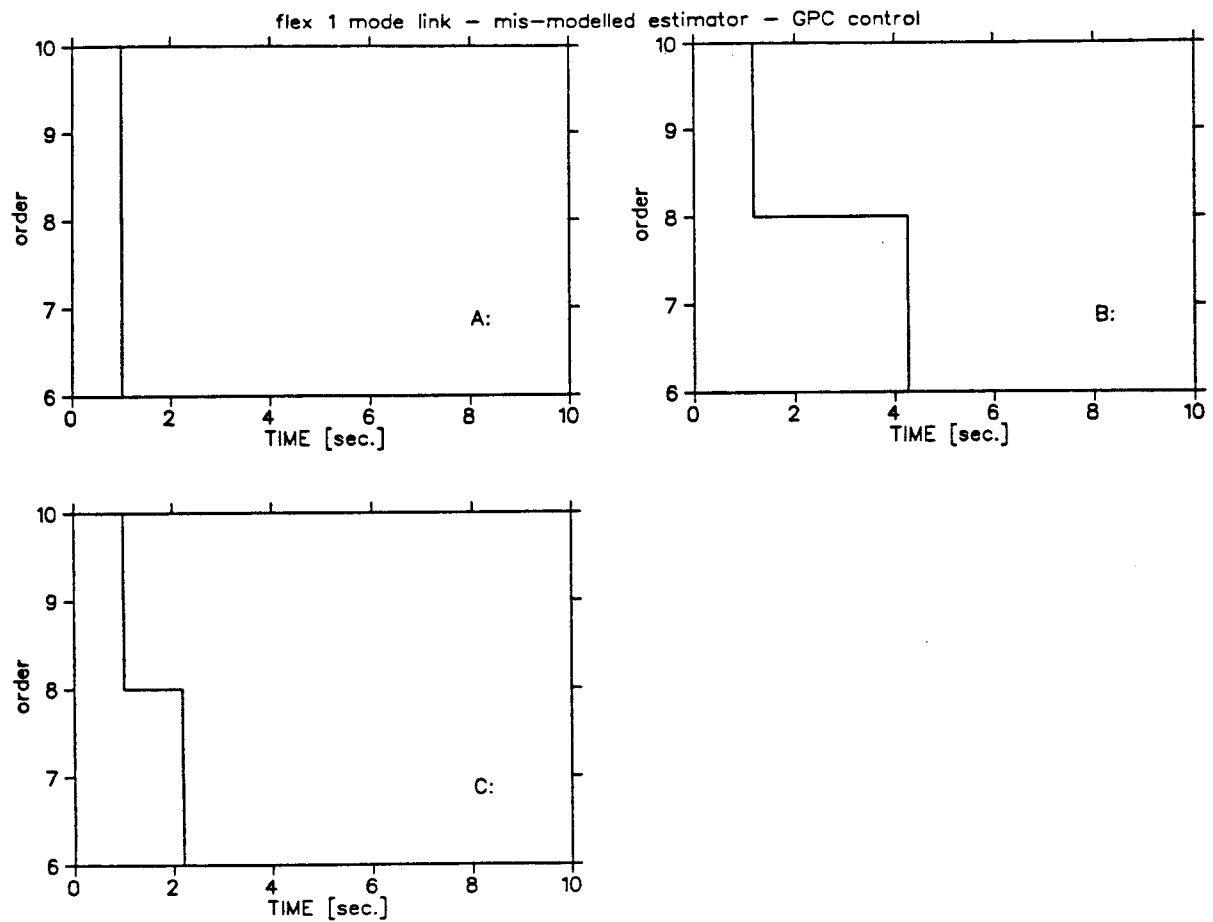 flex 1 mode link – mis-modelled estimator – GPC control
10
9
8
7
6
order
A:
0 2 4 6 8 10
TIME [sec.]
10
9
8
7
6
order
B:
0 2 4 6 8 10
TIME [sec.]
10
9
8
7
6
order
C:
0 2 4 6 8 10
TIME [sec.]